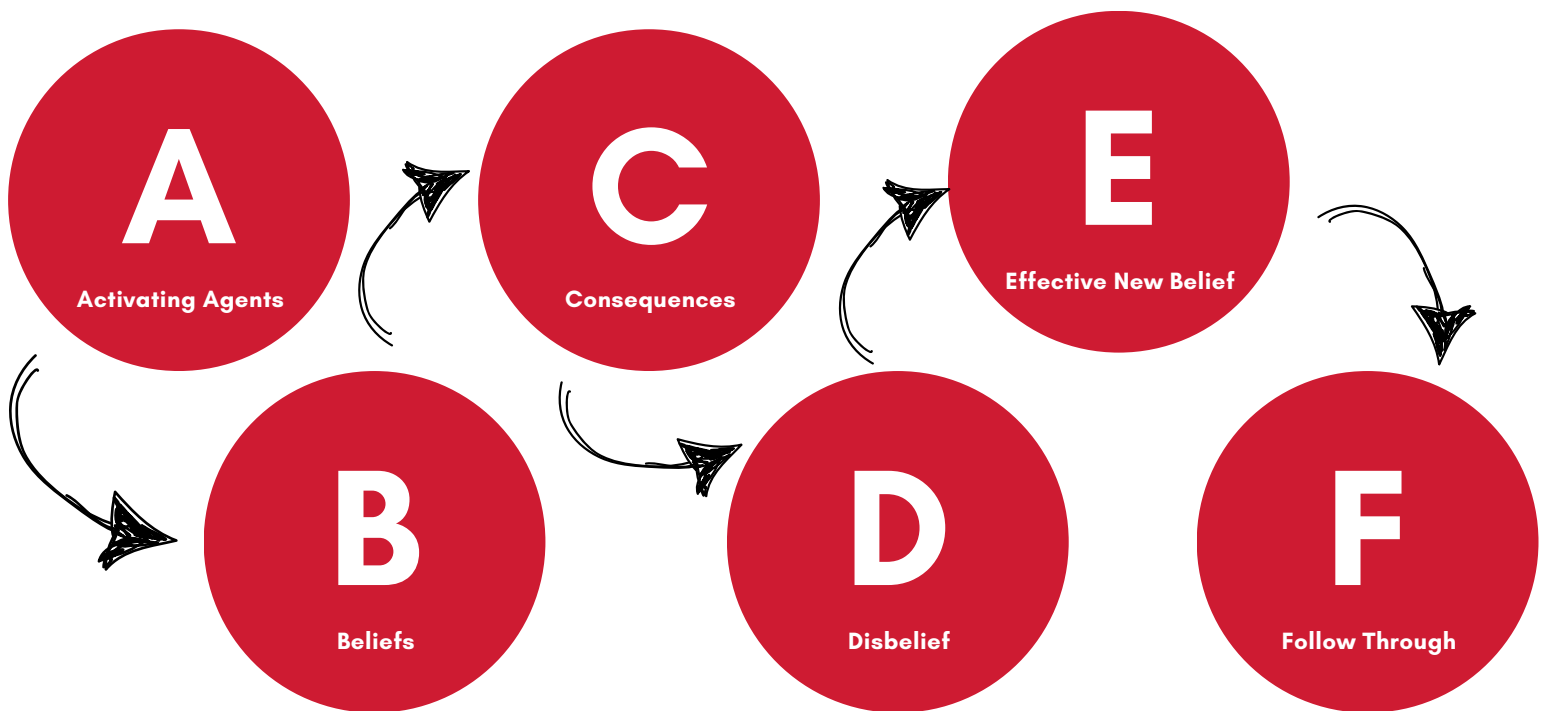 A
Activating Agents
B
Beliefs
C
Consequences
D
Disbelief
E
Effective New Belief
F
Follow Through